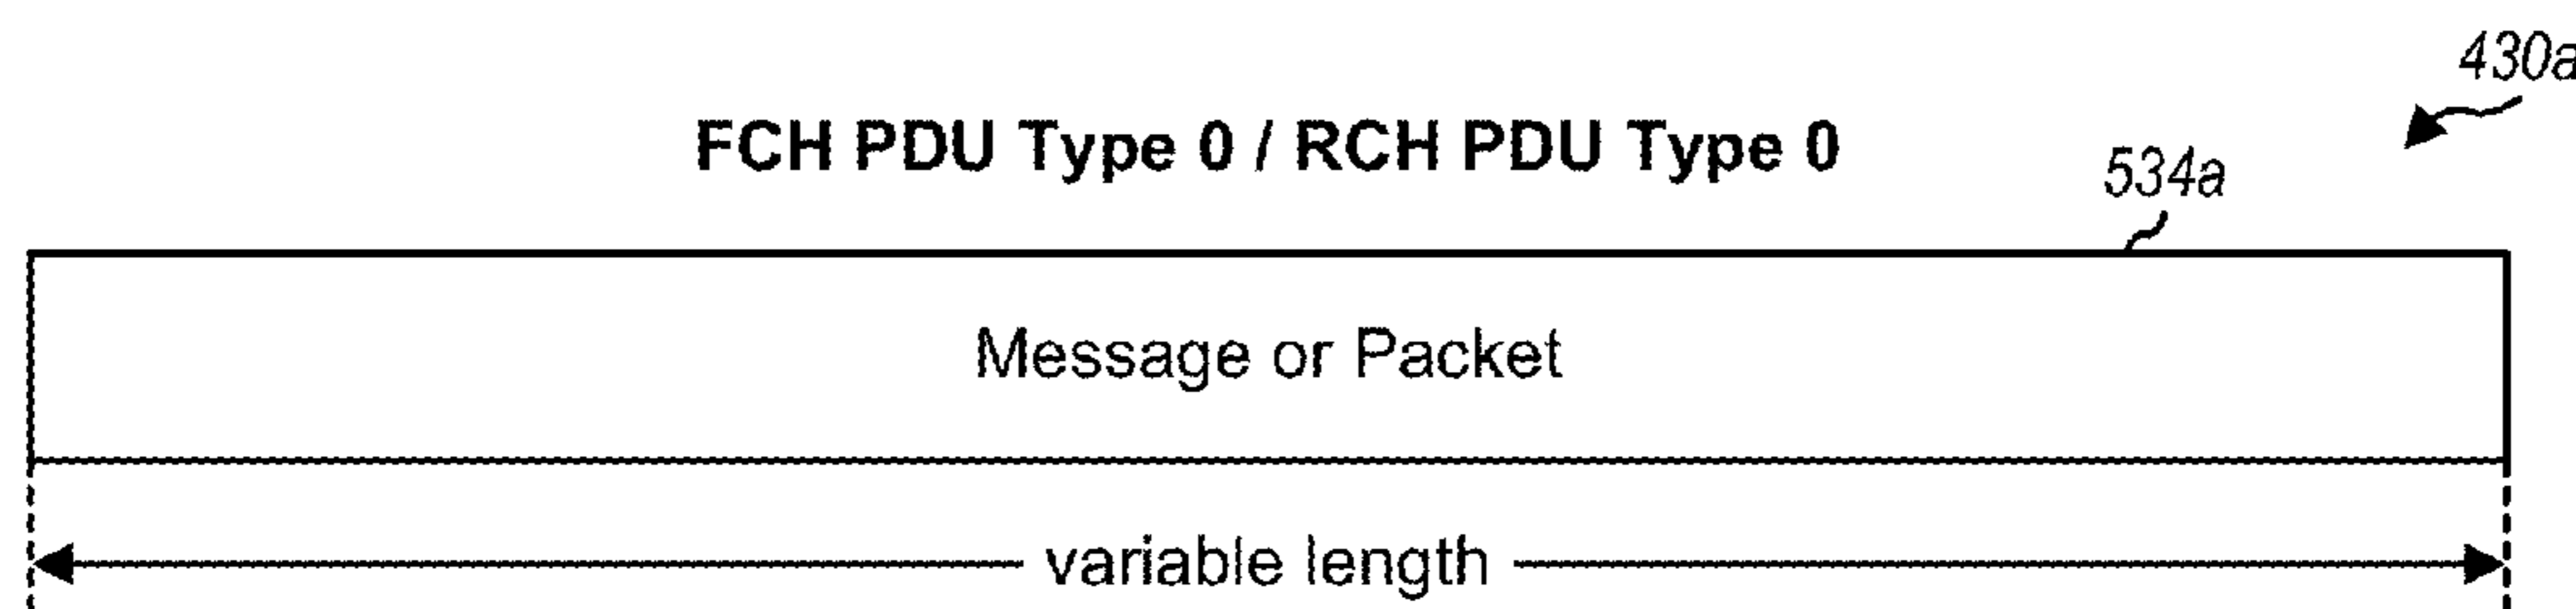 430a
FCH PDU Type 0 / RCH PDU Type 0
534a
Message or Packet
variable length